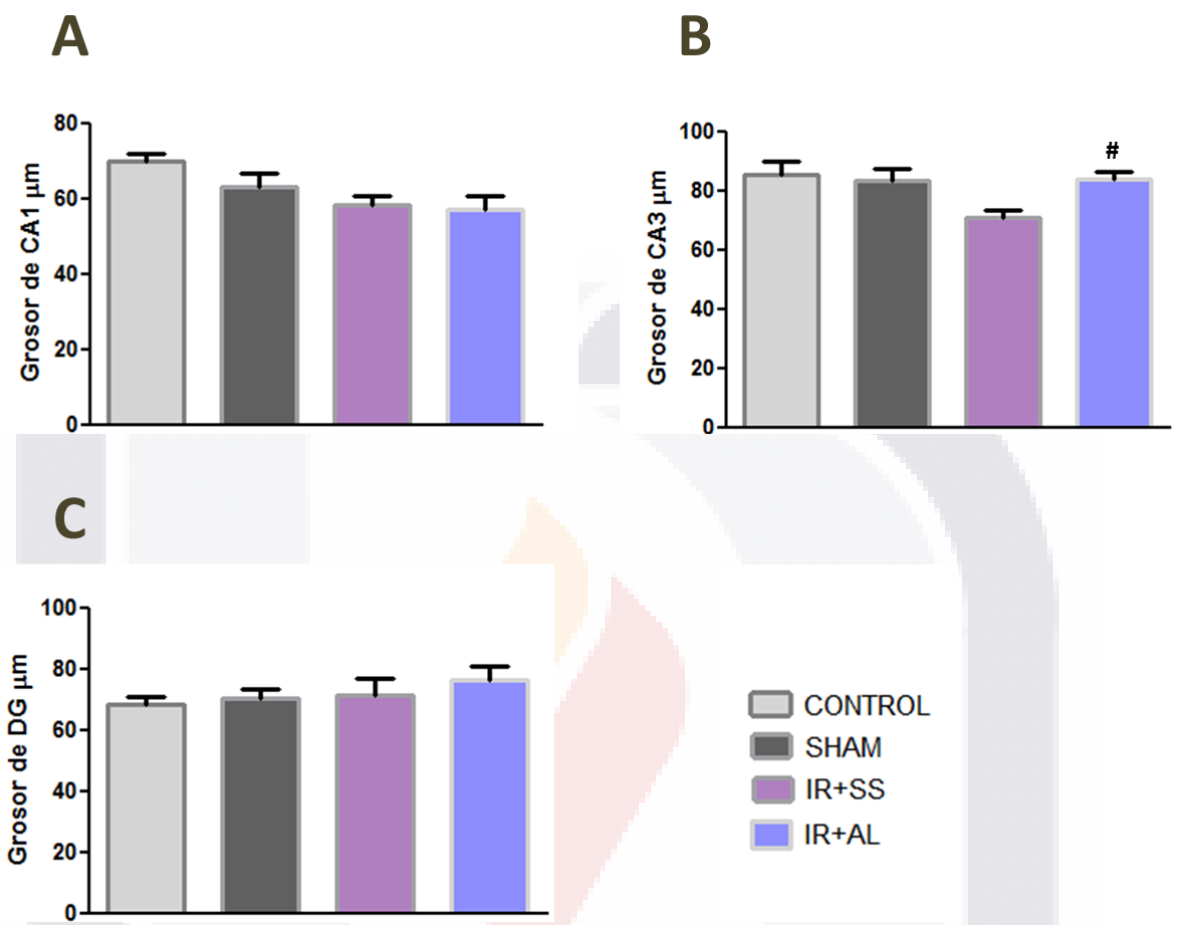 A
Grosor de CA1 µm
80
60
40
20
0
B
Grosor de CA3 µm
100
80
60
40
20
0
#
C
Grosor de DG µm
100
80
60
40
20
0
CONTROL
SHAM
IR+SS
IR+AL